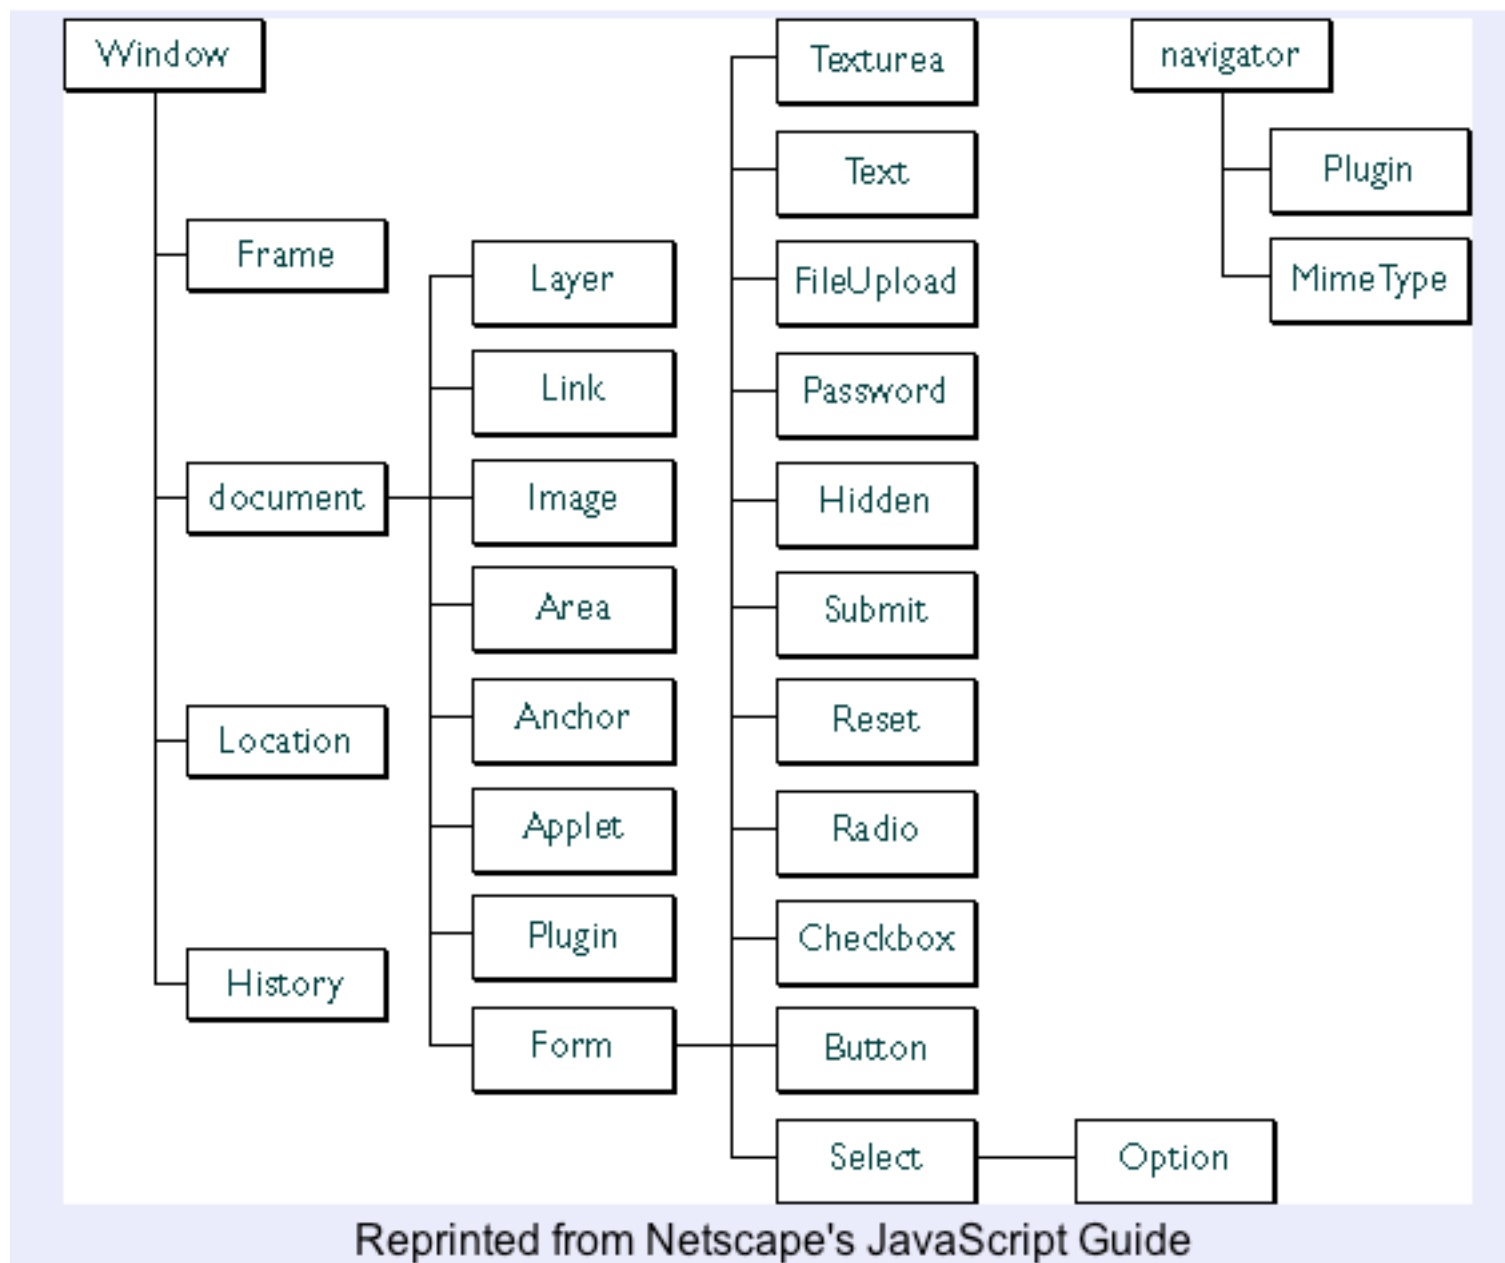 Window
Frame
document
Location
History
Layer
Link
Image
Area
Anchor
Applet
Plugin
Form
Texturea
Text
FileUpload
Password
Hidden
Submit
Reset
Radio
Checkbox
Button
Select
Option
navigator
Plugin
MimeType
Reprinted from Netscape's JavaScript Guide